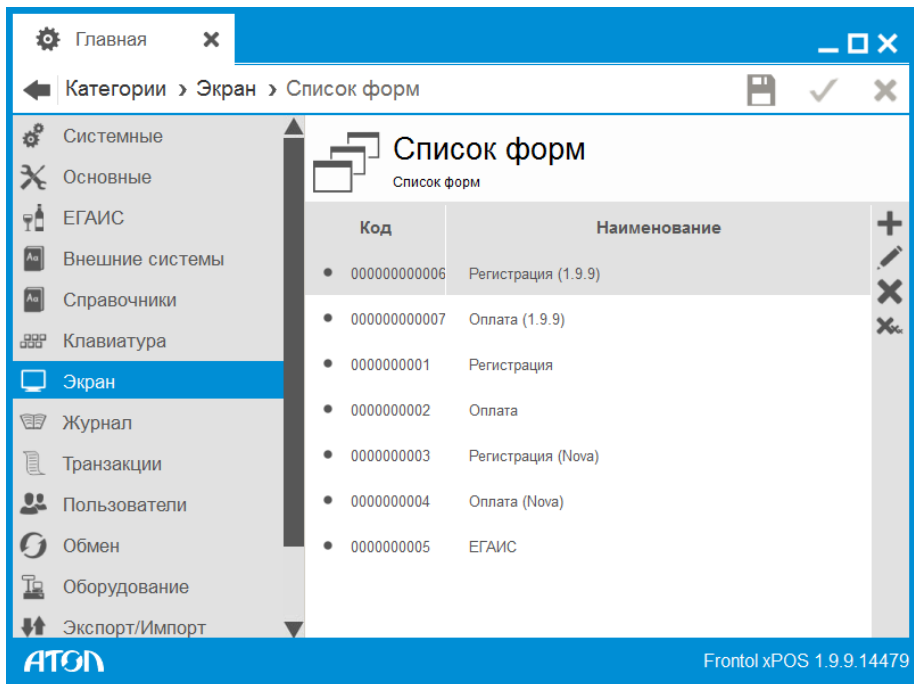 Главная
Категории › Экран › Список форм
Системные
Основные
ЕГАИС
Внешние системы
Справочники
Клавиатура
Экран
Журнал
Транзакции
Пользователи
Обмен
Оборудование
Экспорт/Импорт
Список форм
Список форм
Код Наименование
000000000006 Регистрация (1.9.9)
000000000007 Оплата (1.9.9)
0000000001 Регистрация
0000000002 Оплата
0000000003 Регистрация (Nova)
0000000004 Оплата (Nova)
0000000005 ЕГАИС
ATOL
Frontol xPOS 1.9.9.14479